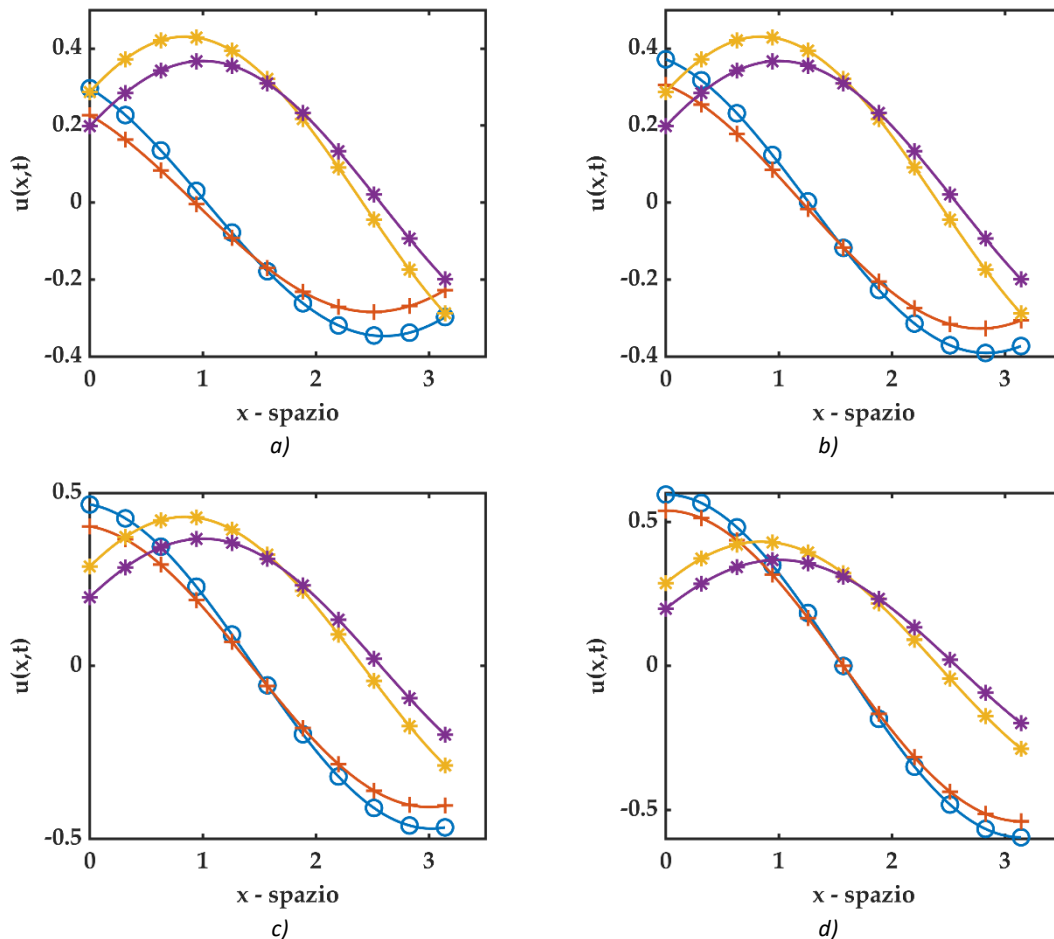 0.4
0.2
0
-0.2
-0.4
u(x,t)
0 1 2 3
x - spazio
a)
0.4
0.2
0
-0.2
-0.4
u(x,t)
0 1 2 3
x - spazio
b)
0.5
0
-0.5
u(x,t)
0 1 2 3
x - spazio
c)
0.5
0
-0.5
u(x,t)
0 1 2 3
x - spazio
d)